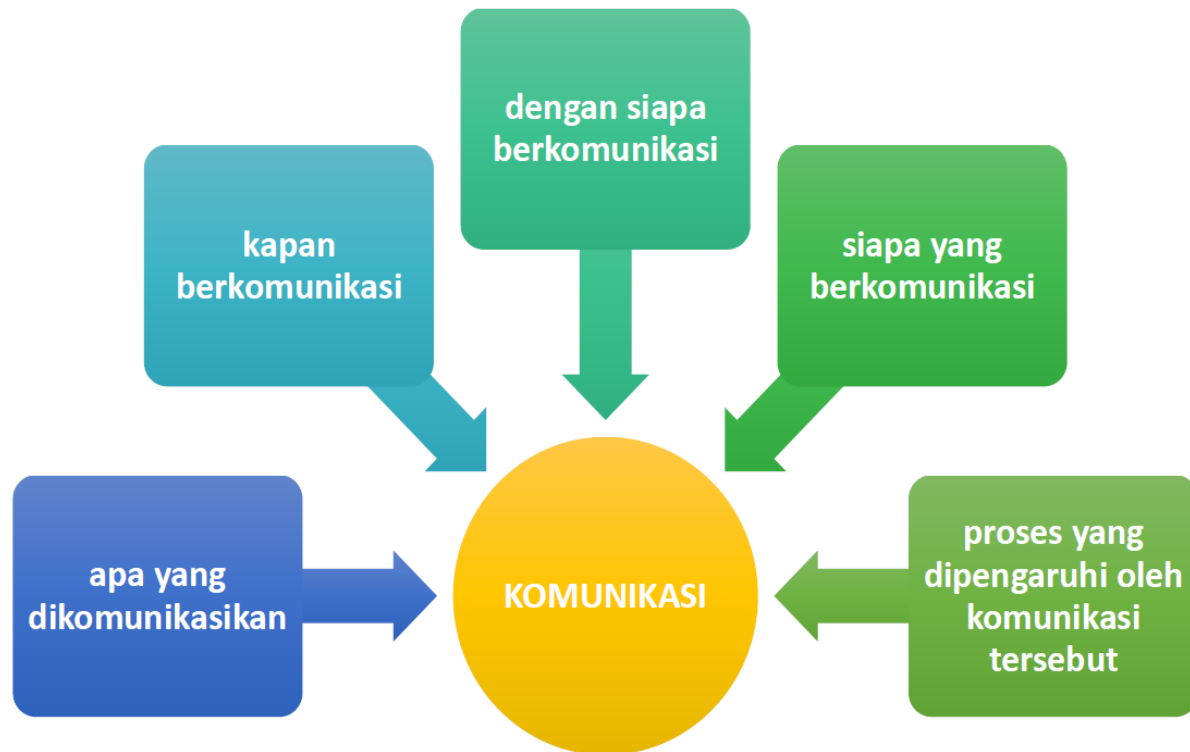 dengan siapa
berkomunikasi
kapan
berkomunikasi
siapa yang
berkomunikasi
apa yang
dikomunikasikan
KOMUNIKASI
proses yang
dipengaruhi oleh
komunikasi
tersebut